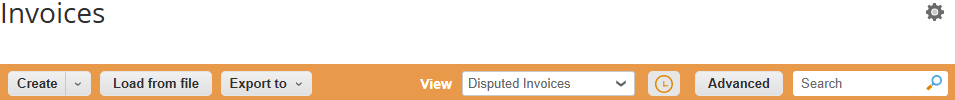 Invoices
Create Load from file Export to View Disputed Invoices Advanced Search